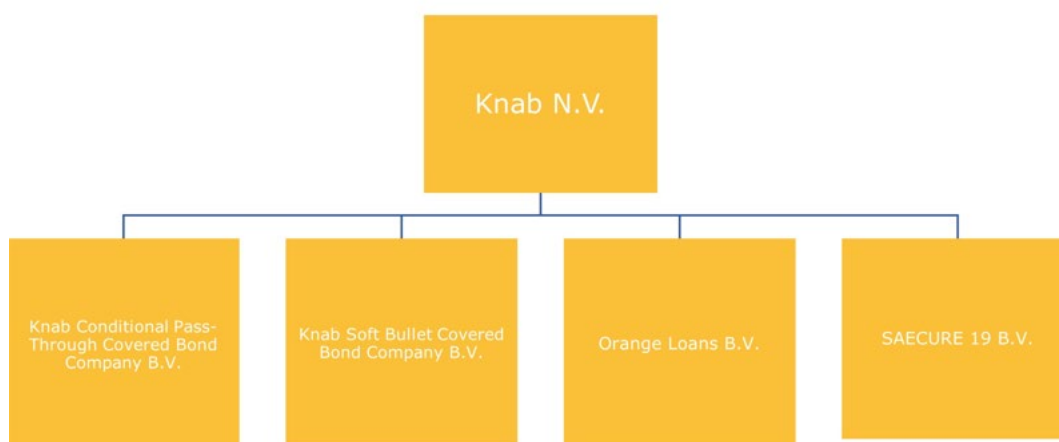 Knab N.V.
Knab Conditional Pass-
Through Covered Bond
Company B.V.
Knab Soft Bullet Covered
Bond Company B.V.
Orange Loans B.V.
SAECURE 19 B.V.